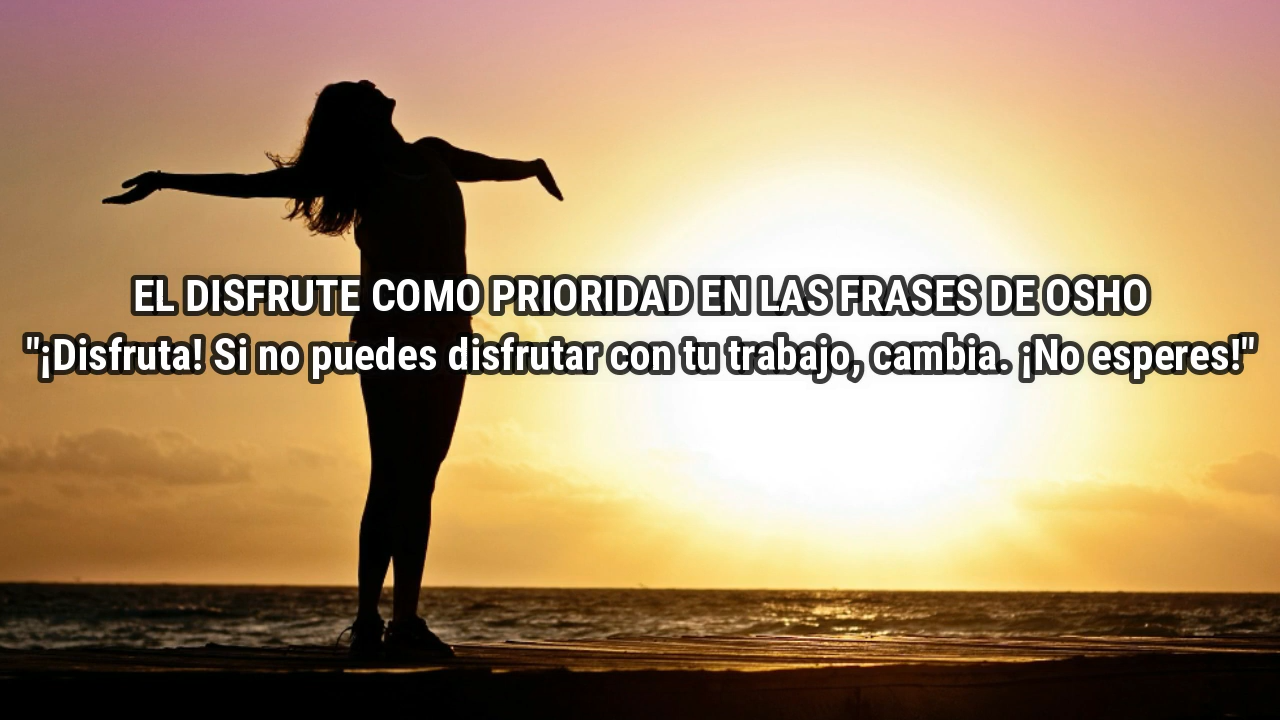 EL DISFRUTE COMO PRIORIDAD EN LAS FRASES DE OSHO
"¡Disfruta! Si no puedes disfrutar con tu trabajo, cambia. ¡No esperes!"